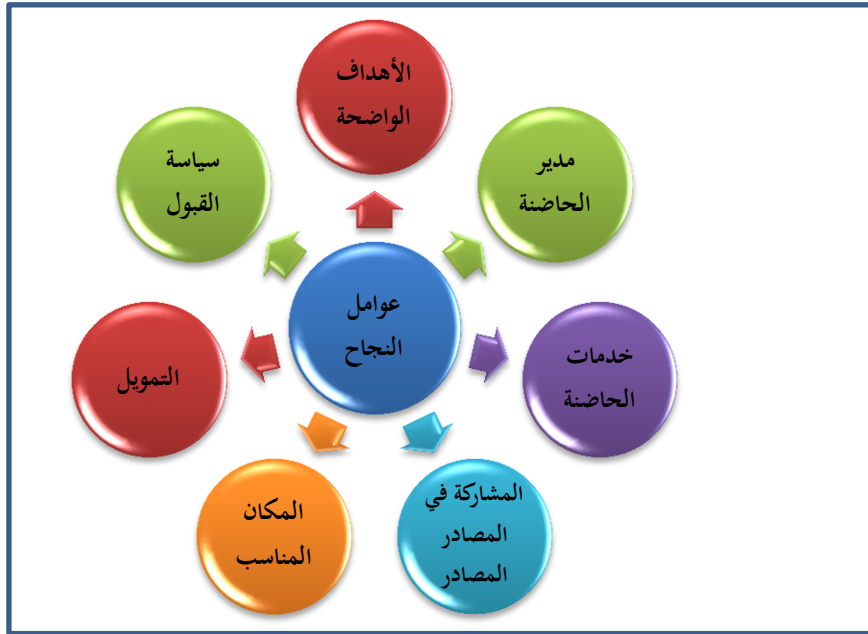 الأهداف
الواضحة
مدير
الحاضنة
خدمات
الحاضنة
المشاركة في
المصادر
المصادر
المكان
المناسب
التمويل
سياسة
القبول
عوامل
النجاح